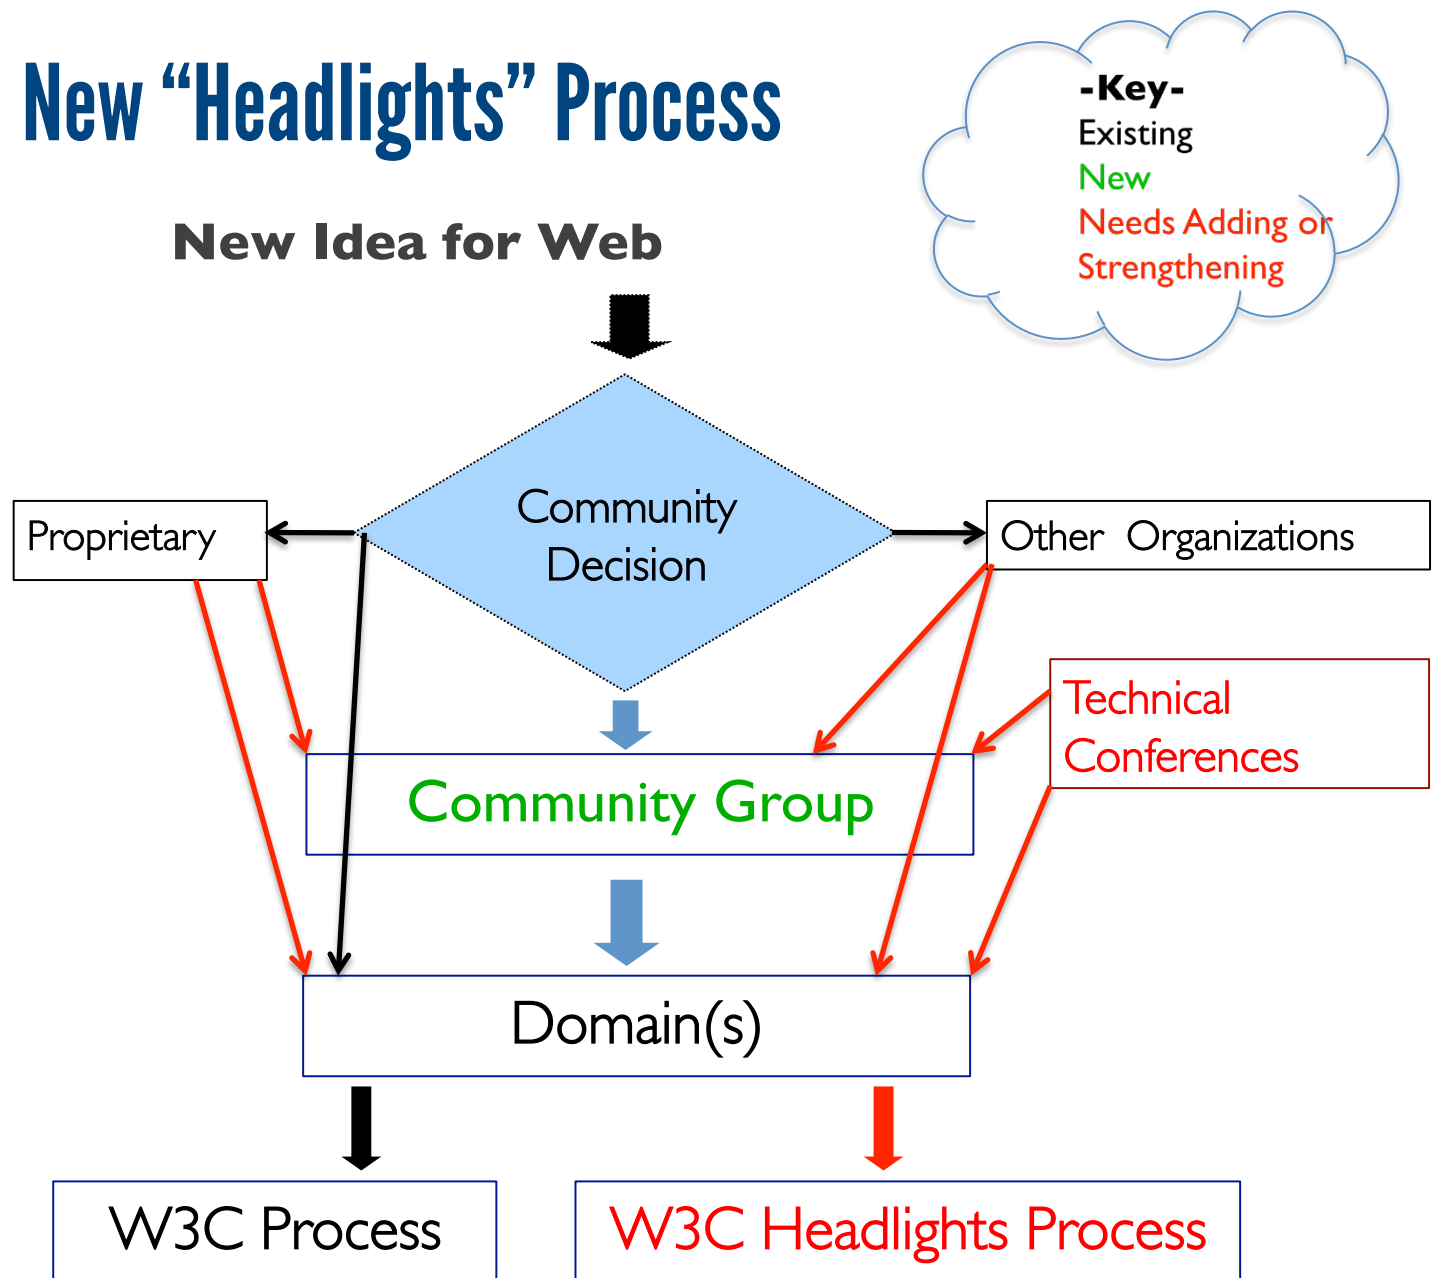 New “Headlights” Process
-Key-
Existing
New
Needs Adding or
Strengthening
New Idea for Web
Community
Decision
Proprietary
Other Organizations
Technical
Conferences
Community Group
Domain(s)
W3C Process
W3C Headlights Process